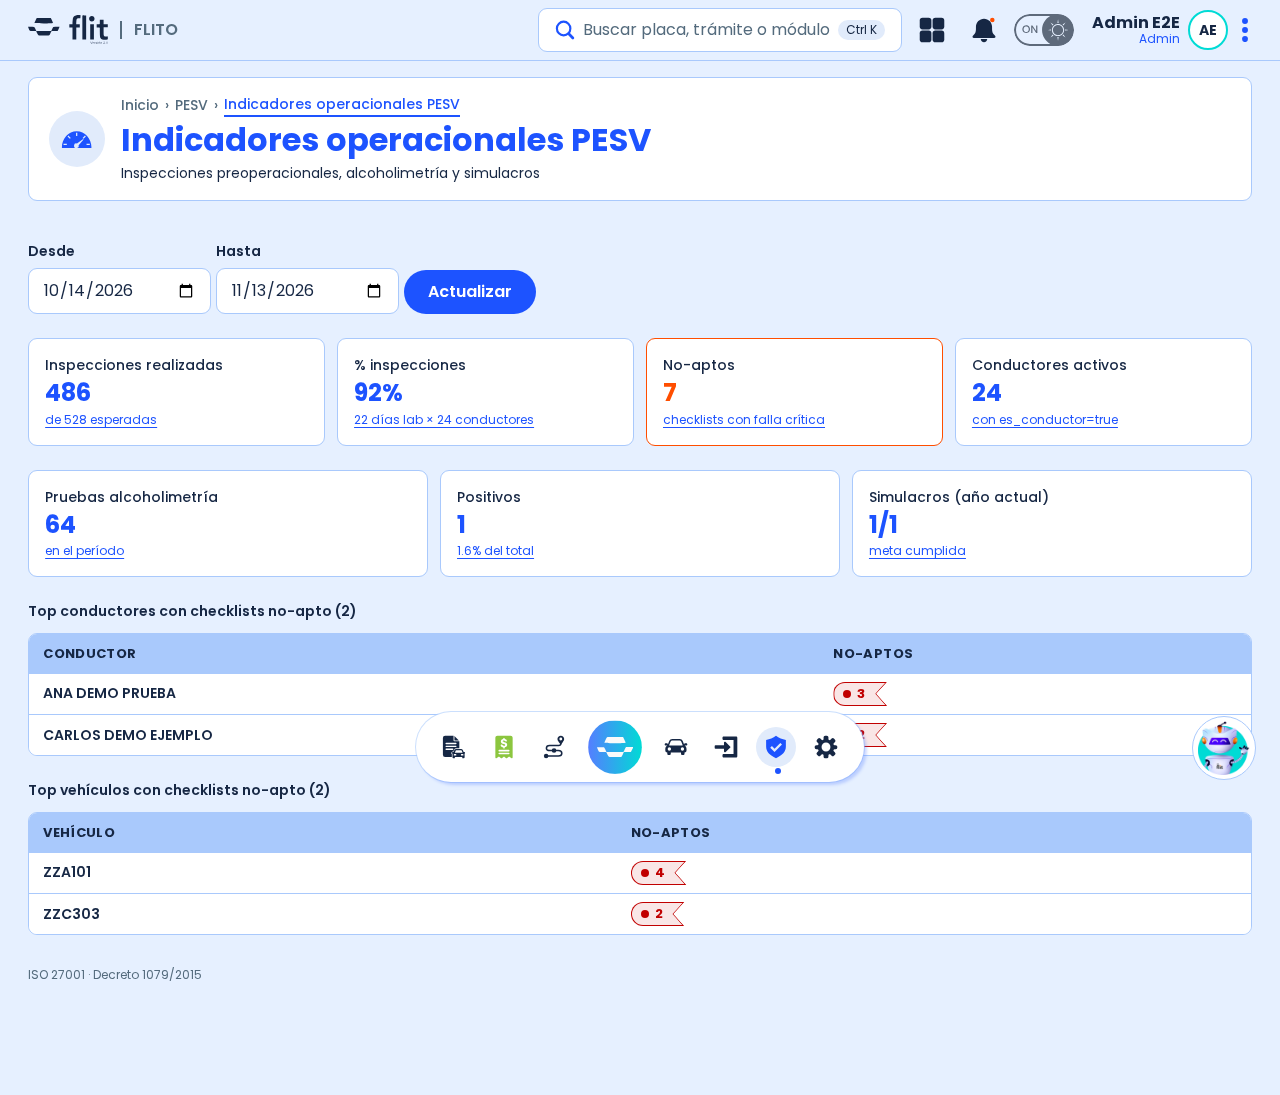 flit | FLITO
Buscar placa, trámite o módulo Ctrl K
ON
Admin E2E
Admin
AE
Inicio › PESV › Indicadores operacionales PESV
Indicadores operacionales PESV
Inspecciones preoperacionales, alcoholimetría y simulacros
Desde Hasta
10/14/2026 11/13/2026 Actualizar
Inspecciones realizadas
486
de 528 esperadas
% inspecciones
92%
22 días lab × 24 conductores
No-aptos
7
checklists con falla crítica
Conductores activos
24
con es_conductor=true
Pruebas alcoholimetría
64
en el período
Positivos
1
1.6% del total
Simulacros (año actual)
1/1
meta cumplida
Top conductores con checklists no-apto (2)
CONDUCTOR NO-APTOS
ANA DEMO PRUEBA 3
CARLOS DEMO EJEMPLO
Top vehículos con checklists no-apto (2)
VEHÍCULO NO-APTOS
ZZA101 4
ZZC303 2
ISO 27001 · Decreto 1079/2015